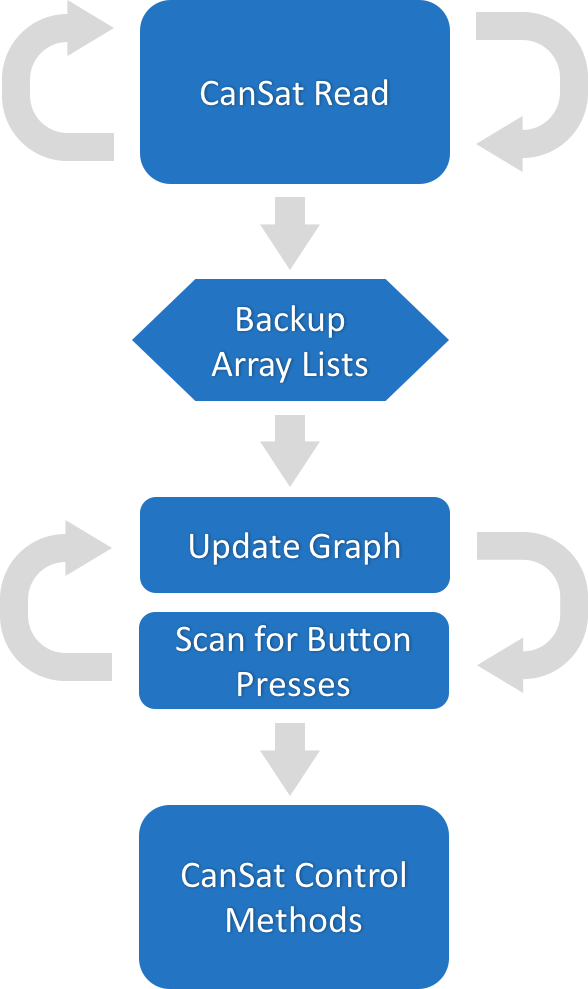 CanSat Read
Backup
Array Lists
Update Graph
Scan for Button
Presses
CanSat Control
Methods